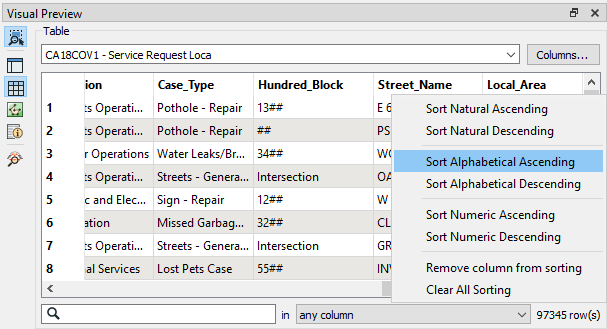 Visual Preview
Table
CA18COV1 - Service Request Loca
Columns...
tion Case_Type Hundred_Block Street_Name Local_Area
1 ts Operati... Pothole - Repair 13## E 6
2 ts Operati... Pothole - Repair ## PS
3 r Operations Water Leaks/Br... 34## WO
4 ts Operati... Streets - Genera... Intersection OA
5 c and Elec... Sign - Repair 12## W
6 ation Missed Garbag... 32## CL
7 ts Operati... Streets - Genera... Intersection GR
8 al Services Lost Pets Case 55## INV
Sort Natural Ascending
Sort Natural Descending
Sort Alphabetical Ascending
Sort Alphabetical Descending
Sort Numeric Ascending
Sort Numeric Descending
Remove column from sorting
Clear All Sorting
in any column 97345 row(s)